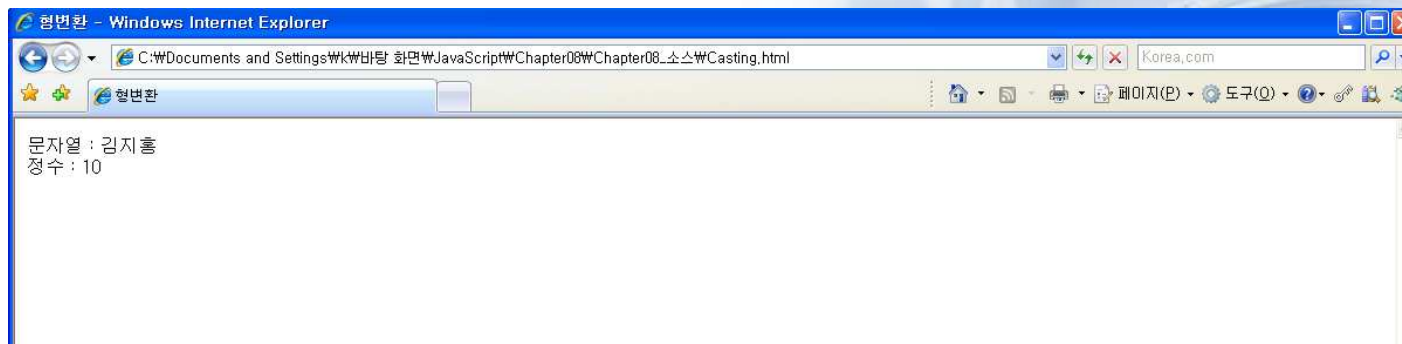 형변환 - Windows Internet Explorer
C:₩Documents and Settings₩k₩바탕 화면₩JavaScript₩Chapter08₩Chapter08_소스₩Casting.html
Korea.com
형변환
페이지(P)
도구(O)
문자열 : 김지홍
정수 : 10